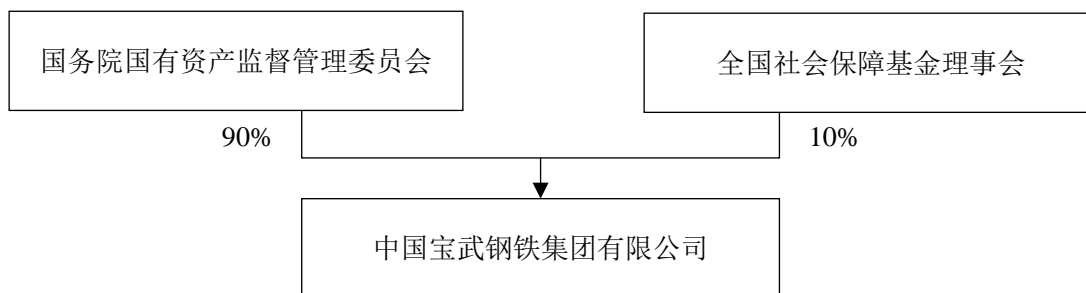 国务院国有资产监督管理委员会
全国社会保障基金理事会
90%
10%
中国宝武钢铁集团有限公司